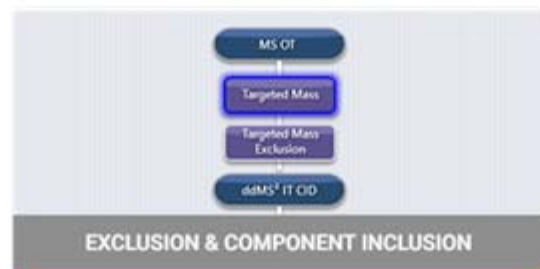 MS OT
Targeted Mass
Targeted Mass
Exclusion
ddMS² IT CID
EXCLUSION & COMPONENT INCLUSION